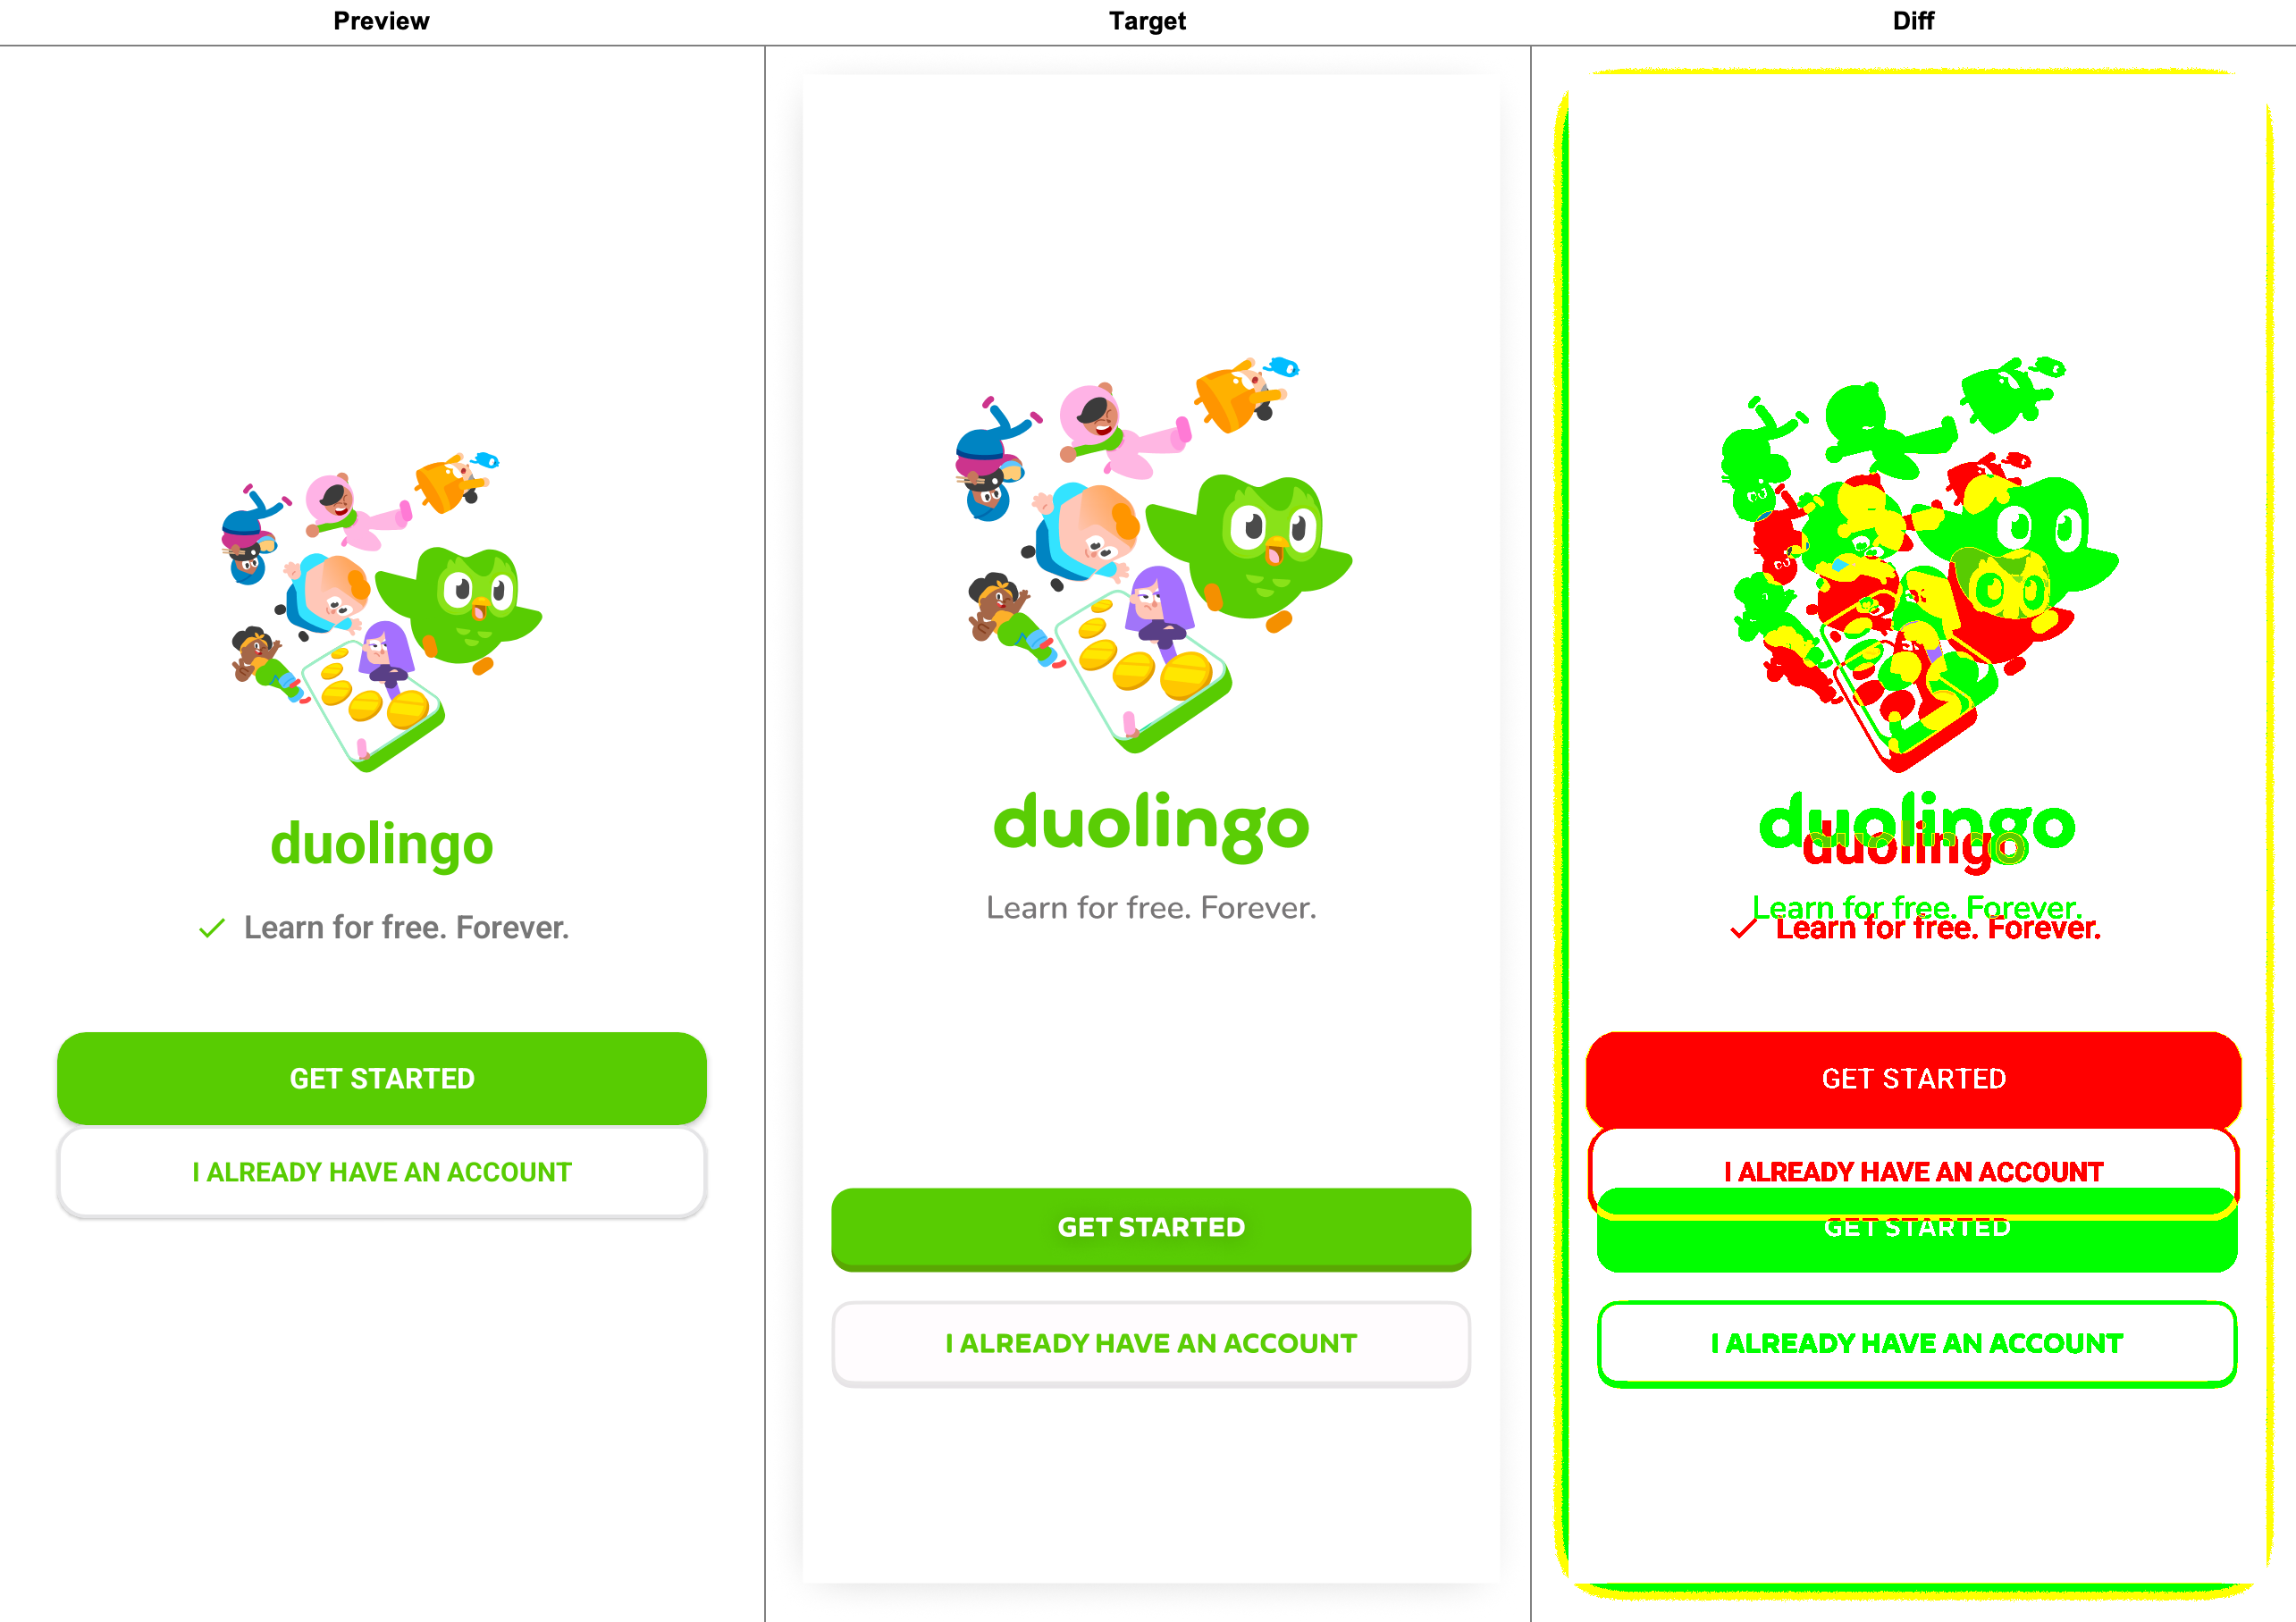 Preview
Target
Diff
duolingo
Learn for free. Forever.
GET STARTED
I ALREADY HAVE AN ACCOUNT
duolingo
Learn for free. Forever.
GET STARTED
I ALREADY HAVE AN ACCOUNT
duolingo
duolingo
Learn for free. Forever.
Learn for free. Forever.
GET STARTED
I ALREADY HAVE AN ACCOUNT
GET STARTED
I ALREADY HAVE AN ACCOUNT